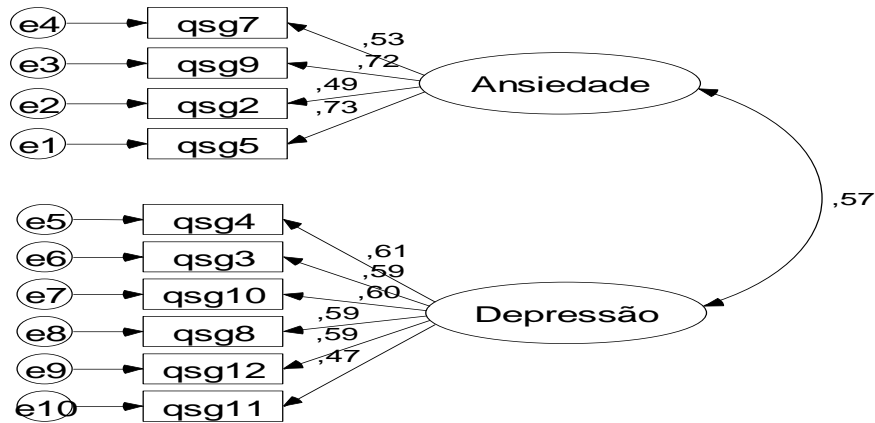 e4 qsg7 ,53
e3 qsg9 ,72
Ansiedade
e2 qsg2 ,49
e1 qsg5 ,73
,57
e5 qsg4 ,61
e6 qsg3 ,59
e7 qsg10 ,60
Depressão
e8 qsg8 ,59
e9 qsg12 ,59
e10 qsg11 ,47